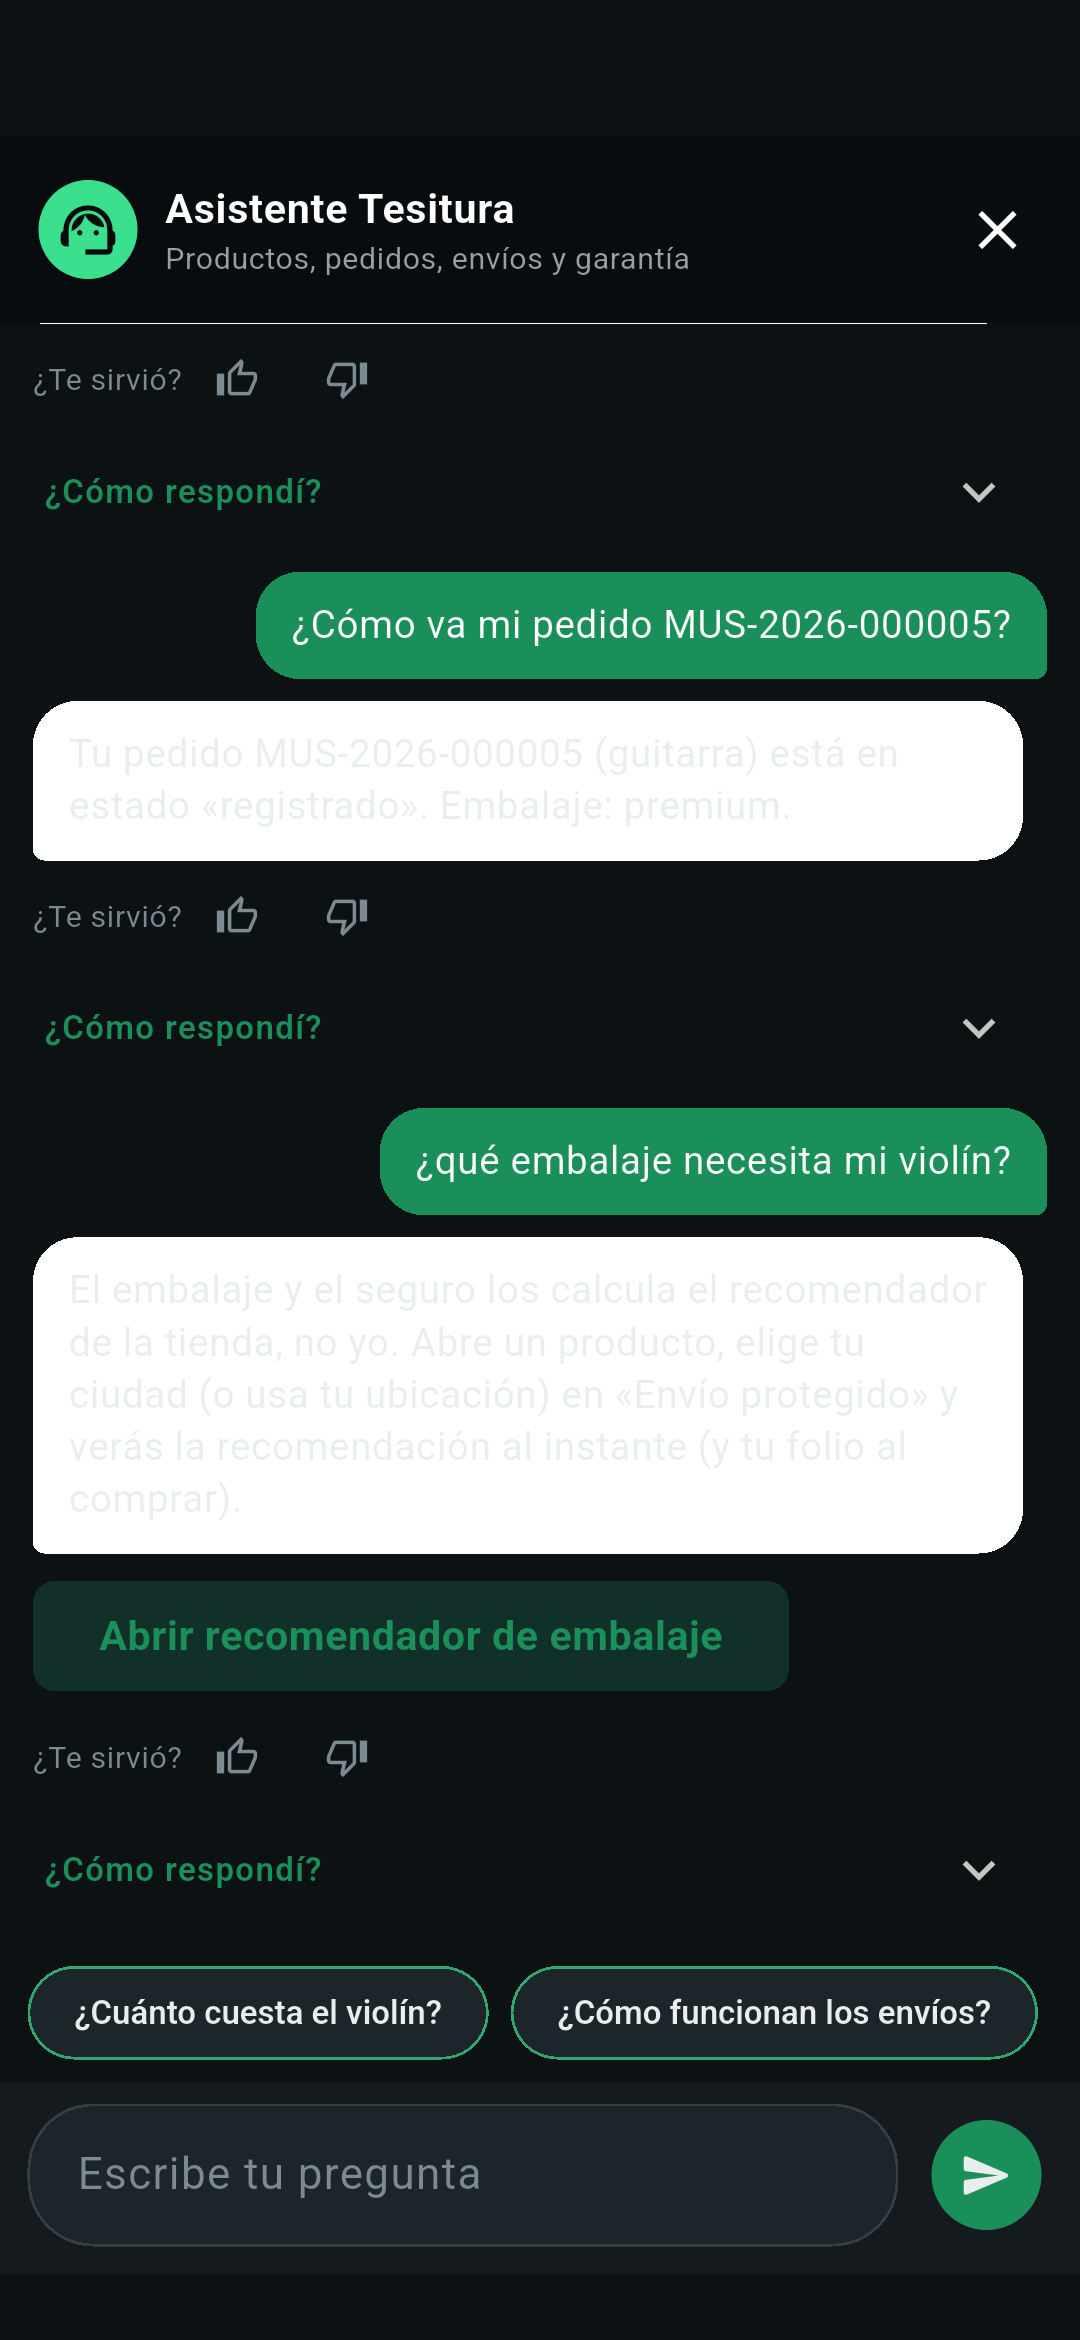 Asistente Tesitura
Productos, pedidos, envíos y garantía
¿Te sirvió?
¿Cómo respondí?
¿Cómo va mi pedido MUS-2026-000005?
Tu pedido MUS-2026-000005 (guitarra) está en
estado «registrado». Embalaje: premium.
¿Te sirvió?
¿Cómo respondí?
¿qué embalaje necesita mi violín?
El embalaje y el seguro los calcula el recomendador
de la tienda, no yo. Abre un producto, elige tu
ciudad (o usa tu ubicación) en «Envío protegido» y
verás la recomendación al instante (y tu folio al
comprar).
Abrir recomendador de embalaje
¿Te sirvió?
¿Cómo respondí?
¿Cuánto cuesta el violín?
¿Cómo funcionan los envíos?
Escribe tu pregunta